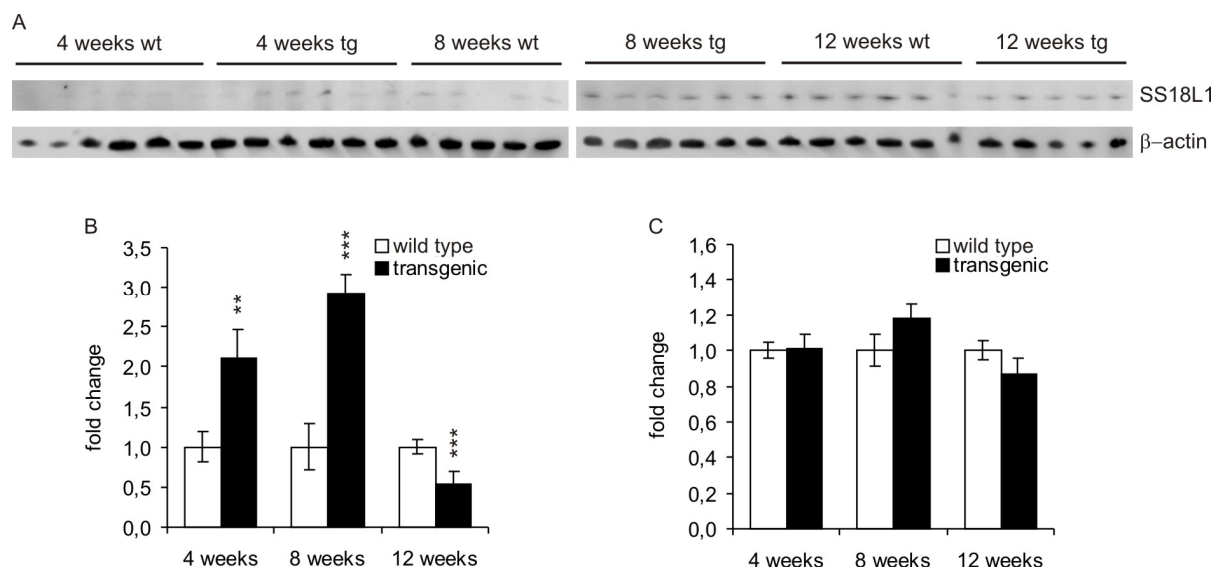 A
4 weeks wt 4 weeks tg 8 weeks wt 8 weeks tg 12 weeks wt 12 weeks tg
SS18L1
β–actin
B
wild type
transgenic
fold change
3,5
3,0
2,5
2,0
1,5
1,0
0,5
0,0
**
***
***
4 weeks 8 weeks 12 weeks
C
wild type
transgenic
fold change
1,6
1,4
1,2
1,0
0,8
0,6
0,4
0,2
0,0
4 weeks 8 weeks 12 weeks